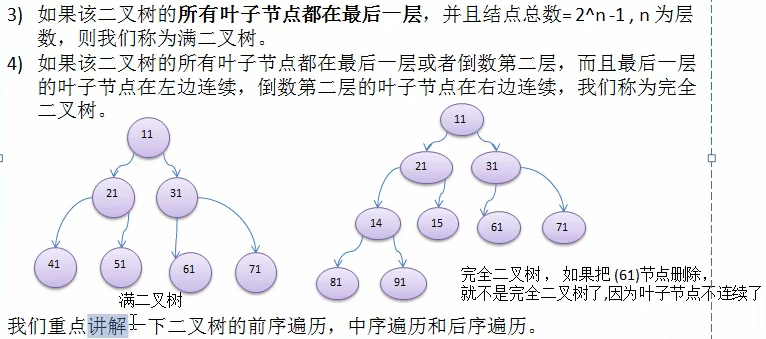 3) 如果该二叉树的所有叶子节点都在最后一层，并且结点总数= 2^n -1 , n 为层
数，则我们称为满二叉树。
4) 如果该二叉树的所有叶子节点都在最后一层或者倒数第二层，而且最后一层
的叶子节点在左边连续，倒数第二层的叶子节点在右边连续，我们称为完全
二叉树。
11
21
31
41
51
61
71
满二叉树
11
21
31
14
15
61
71
81
91
完全二叉树， 如果把 (61)节点删除，
就不是完全二叉树了,因为叶子节点不连续了
我们重点讲解一下二叉树的前序遍历，中序遍历和后序遍历。